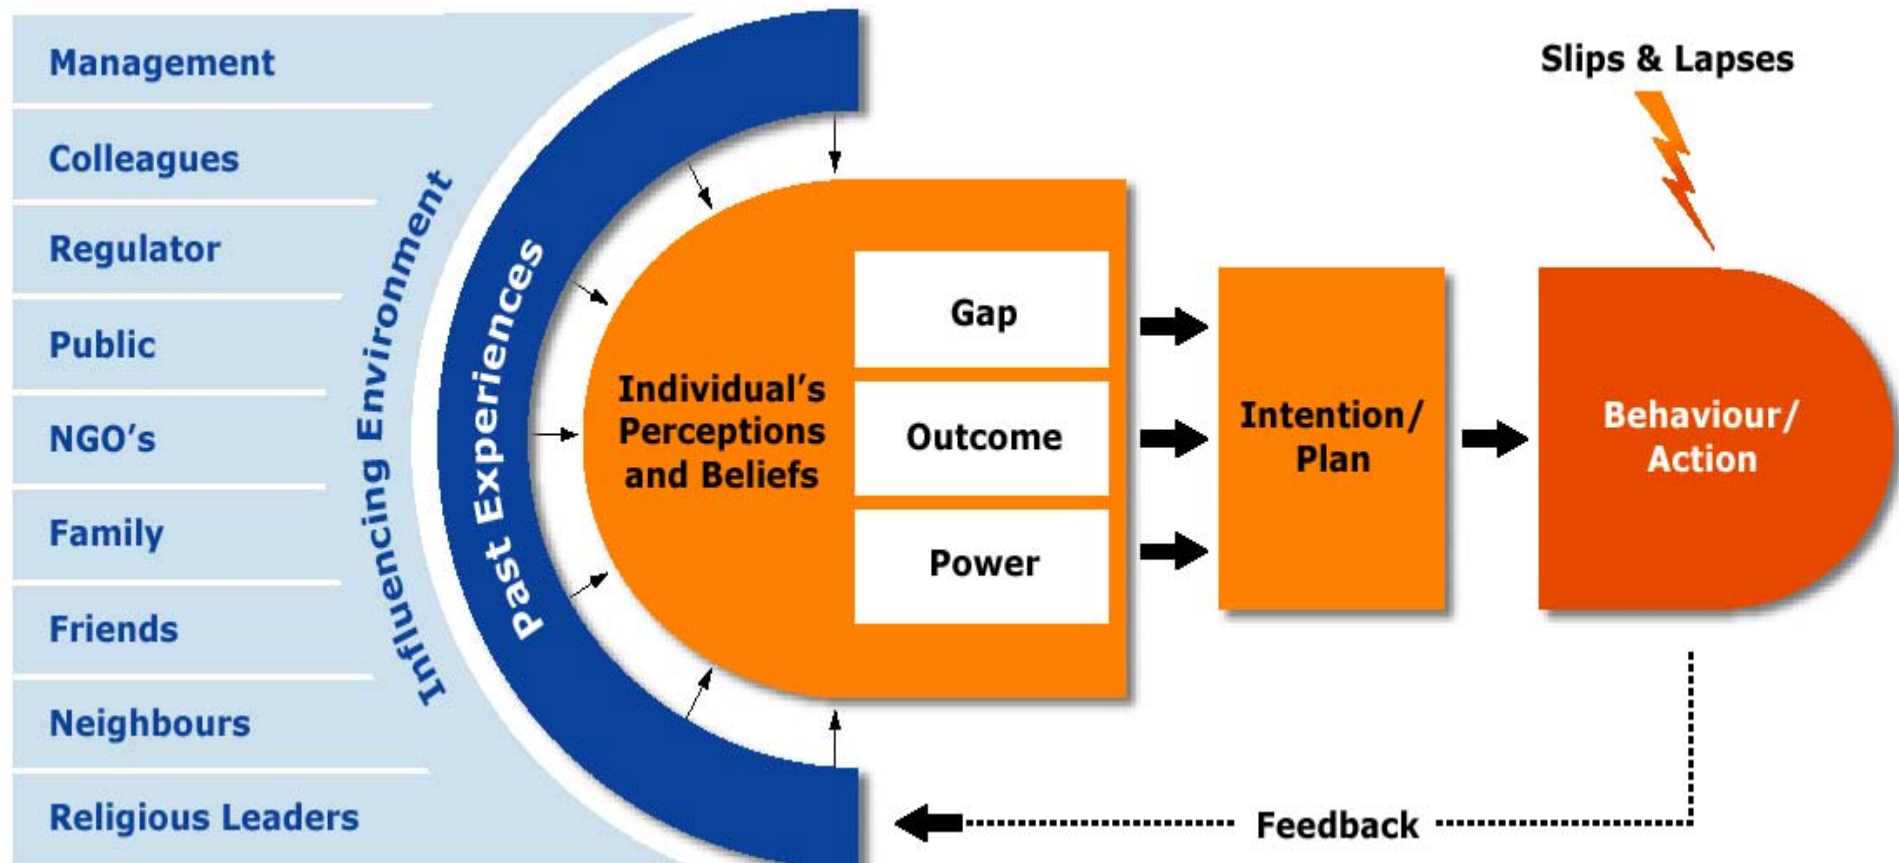 Management
Colleagues
Regulator
Public
NGO's
Family
Friends
Neighbours
Religious Leaders
Influencing Environment
Past Experiences
Individual's
Perceptions
and Beliefs
Gap
Outcome
Power
Intention/
Plan
Slips & Lapses
Behaviour/
Action
Feedback